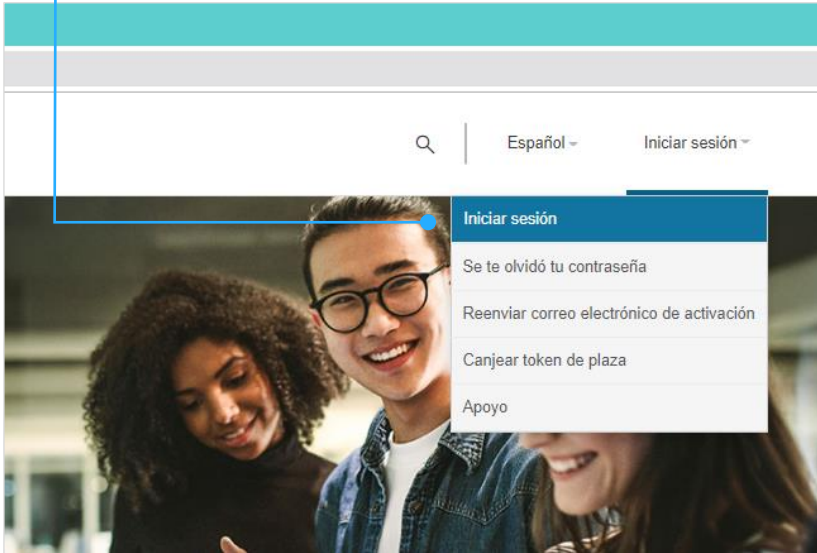 Español
Iniciar sesión
Iniciar sesión
Se te olvidó tu contraseña
Reenviar correo electrónico de activación
Canjear token de plaza
Apoyo